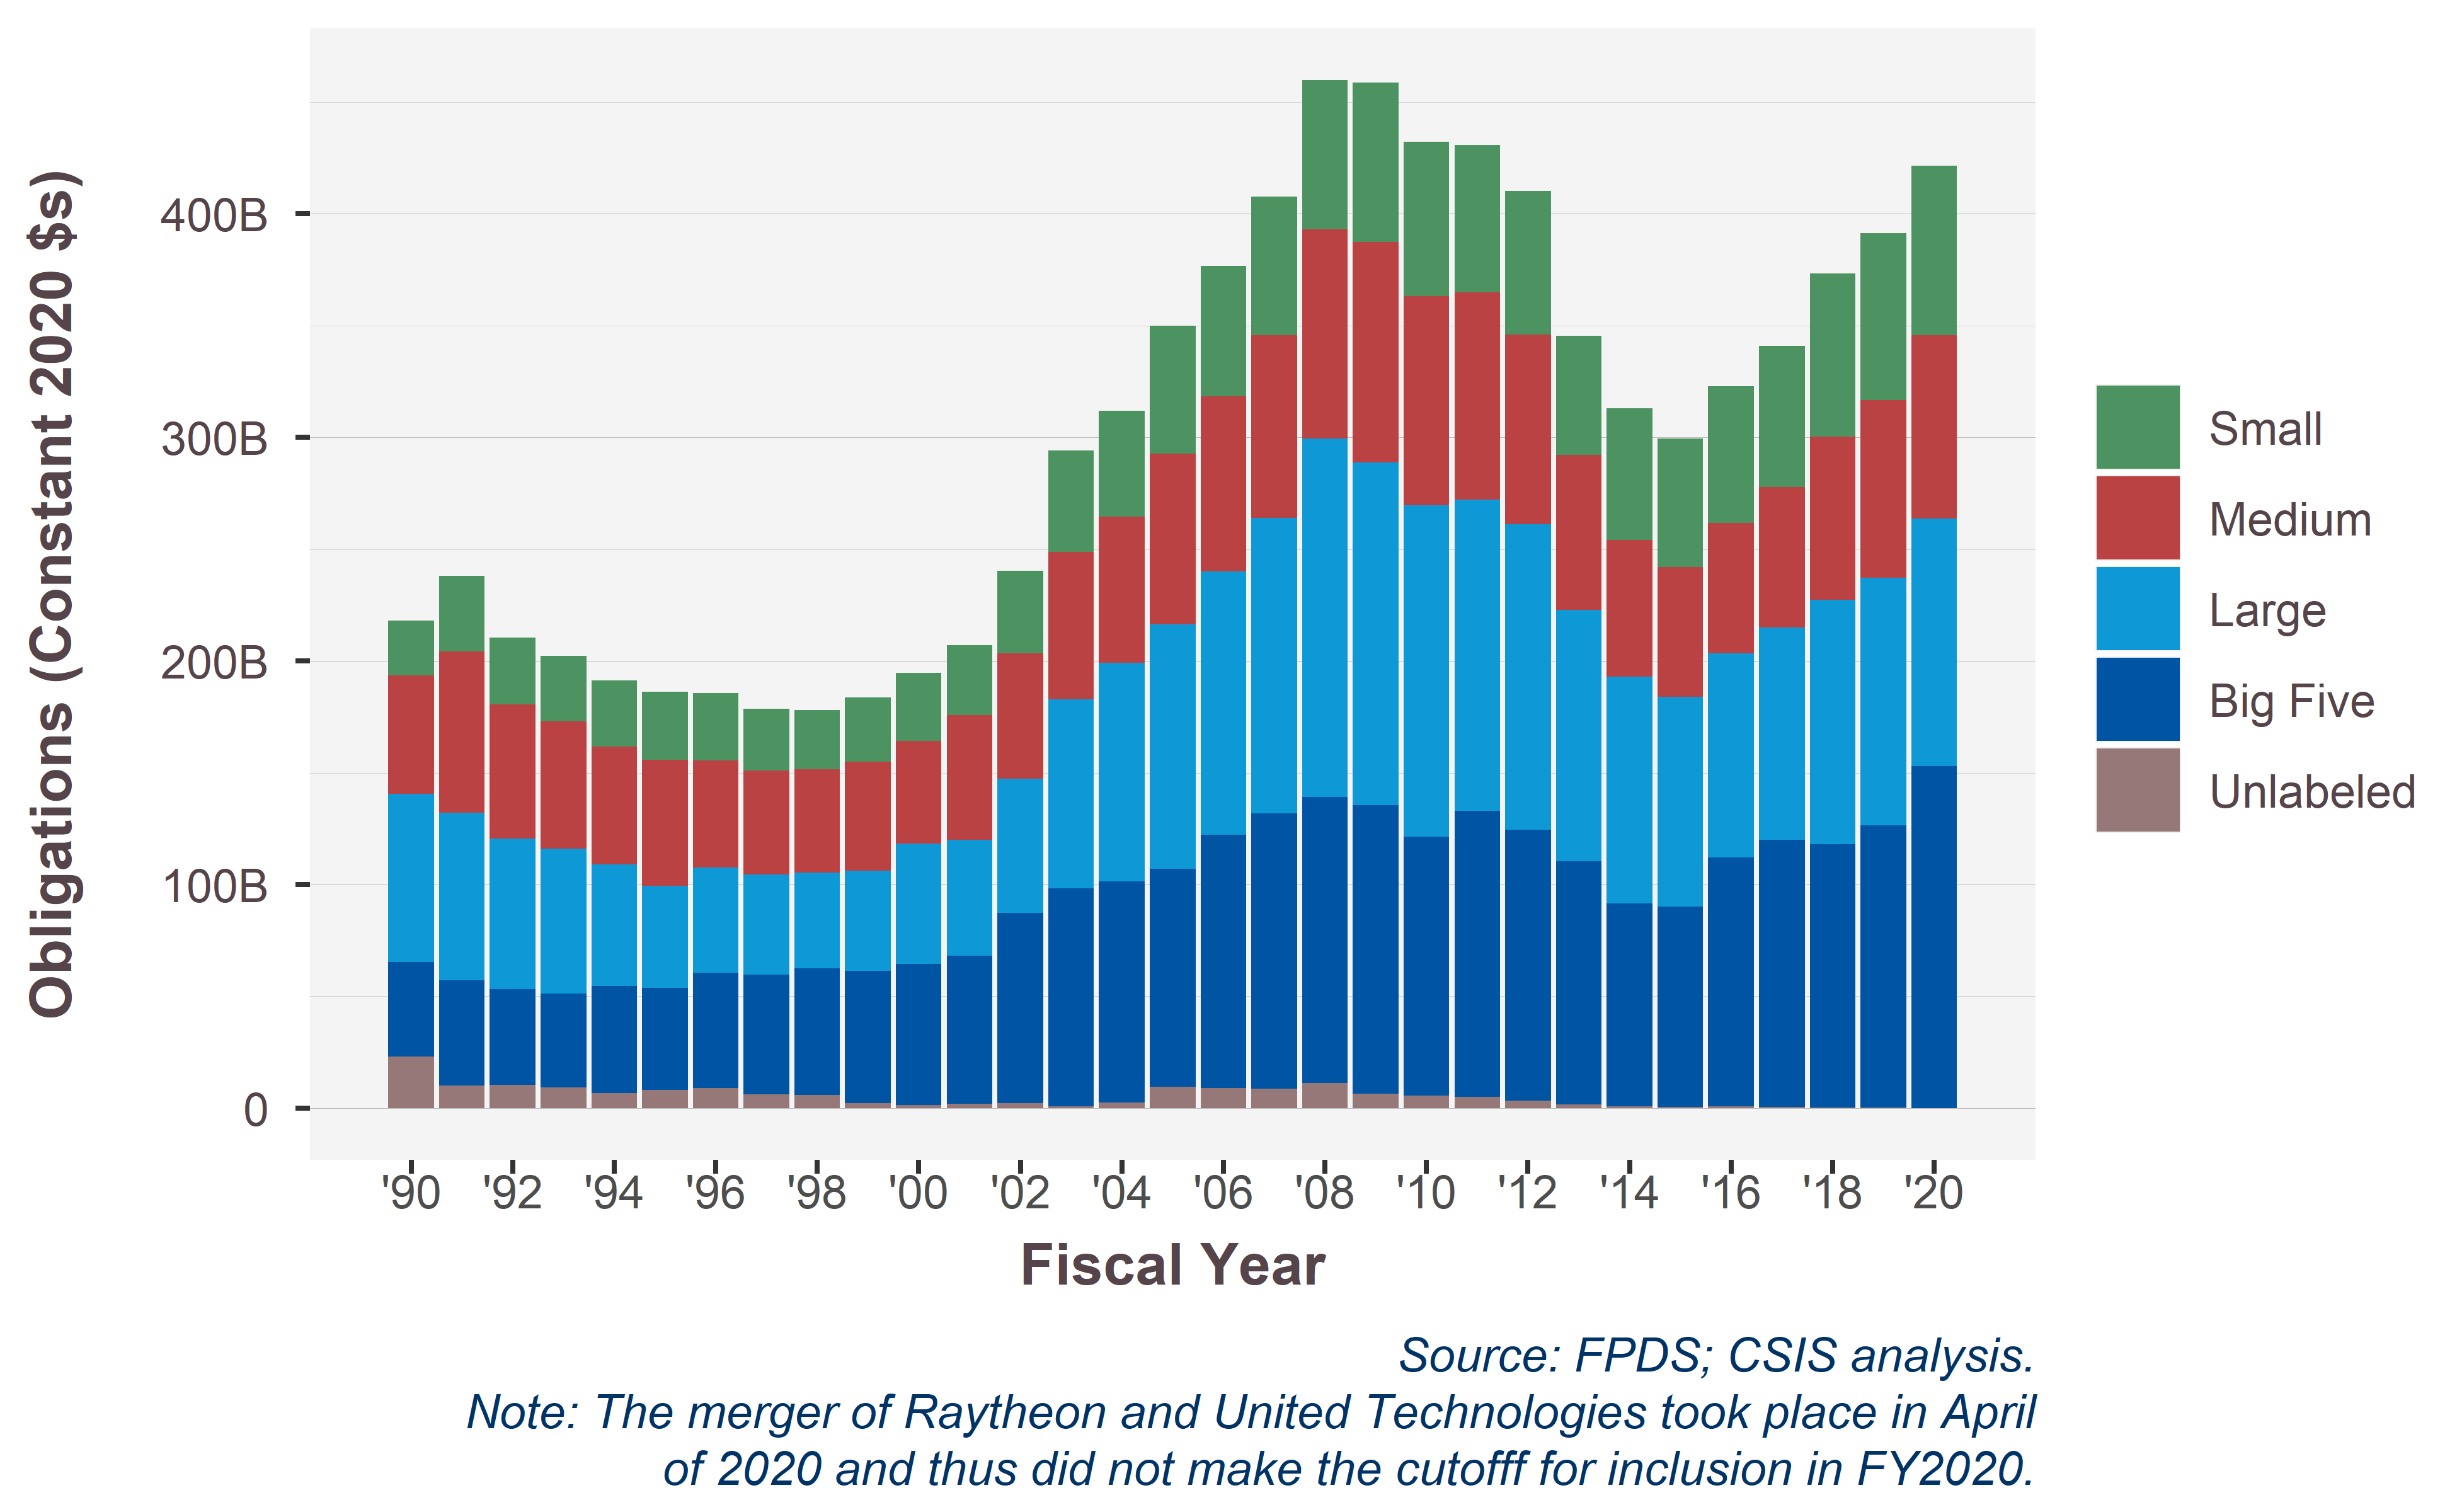 Obligations (Constant 2020 $s)
400B
300B
200B
100B
0
'90 '92 '94 '96 '98 '00 '02 '04 '06 '08 '10 '12 '14 '16 '18 '20
Fiscal Year
Small
Medium
Large
Big Five
Unlabeled
Source: FPDS; CSIS analysis.
Note: The merger of Raytheon and United Technologies took place in April
of 2020 and thus did not make the cutofff for inclusion in FY2020.